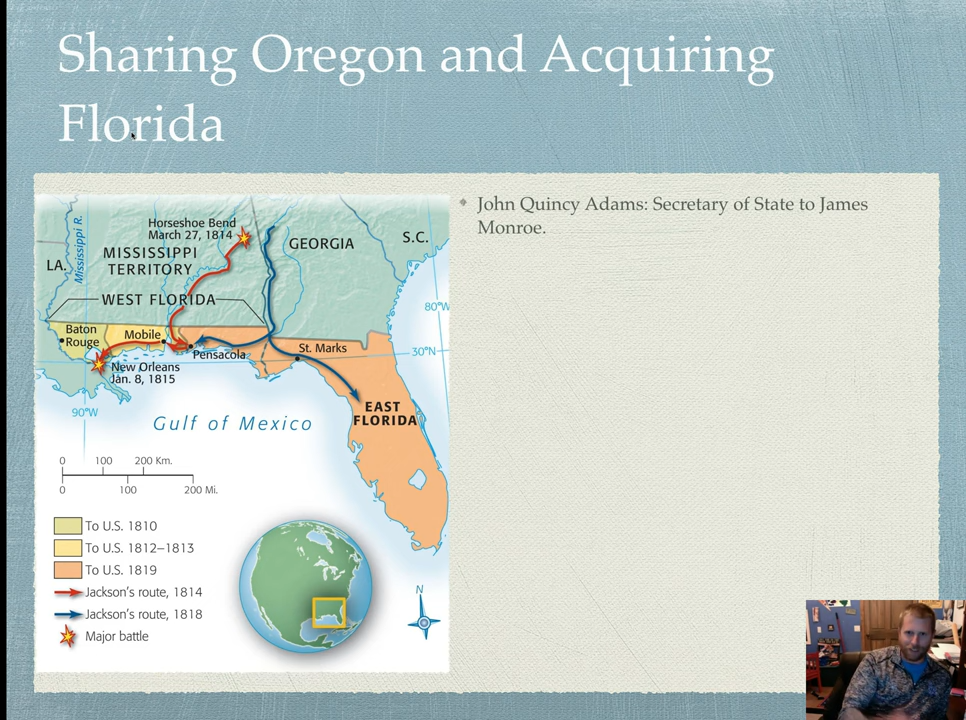 Sharing Oregon and Acquiring
Florida
John Quincy Adams: Secretary of State to James
Monroe.
Horseshoe Bend
March 27, 1814
Mississippi R.
LA.
MISSISSIPPI
TERRITORY
GEORGIA
S.C.
WEST FLORIDA
80°W
Baton
Rouge
Mobile
Pensacola
St. Marks
30°N
New Orleans
Jan. 8, 1815
90°W
Gulf of Mexico
EAST
FLORIDA
0 100 200 Km.
0 100 200 Mi.
To U.S. 1810
To U.S. 1812–1813
To U.S. 1819
Jackson's route, 1814
Jackson's route, 1818
Major battle
N